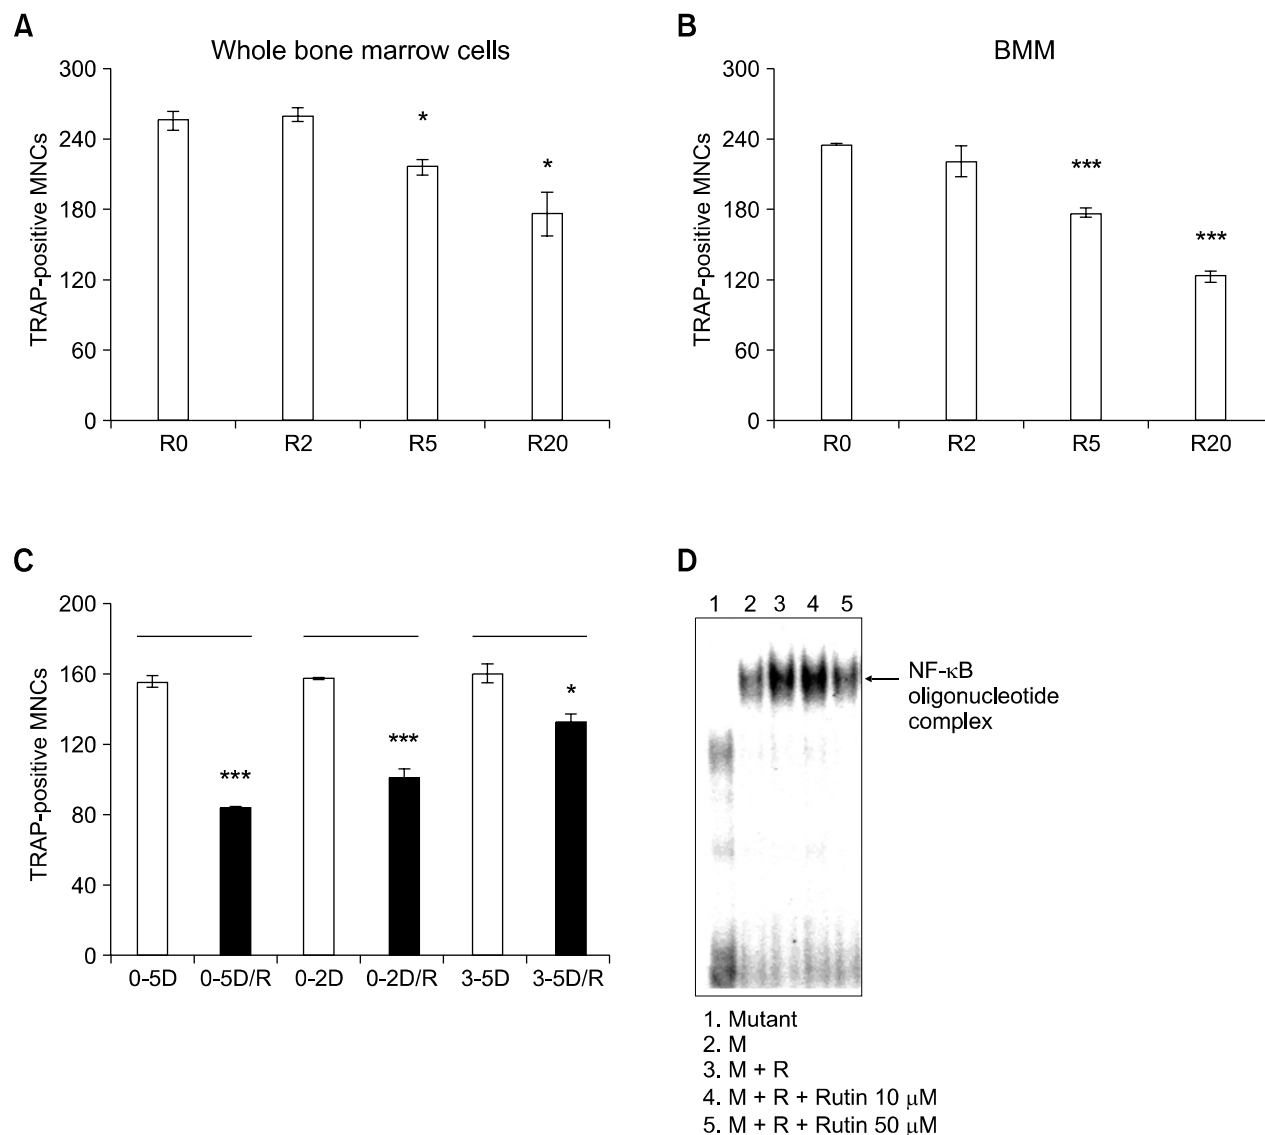 A
Whole bone marrow cells
TRAP-positive MNCs
300
240
180
120
60
0
*
*
R0 R2 R5 R20
B
BMM
TRAP-positive MNCs
300
240
180
120
60
0
***
***
R0 R2 R5 R20
C
TRAP-positive MNCs
200
160
120
80
40
0
***
***
*
0-5D 0-5D/R 0-2D 0-2D/R 3-5D 3-5D/R
D
1 2 3 4 5
NF-κB
oligonucleotide
complex
1. Mutant
2. M
3. M + R
4. M + R + Rutin 10 μM
5. M + R + Rutin 50 μM